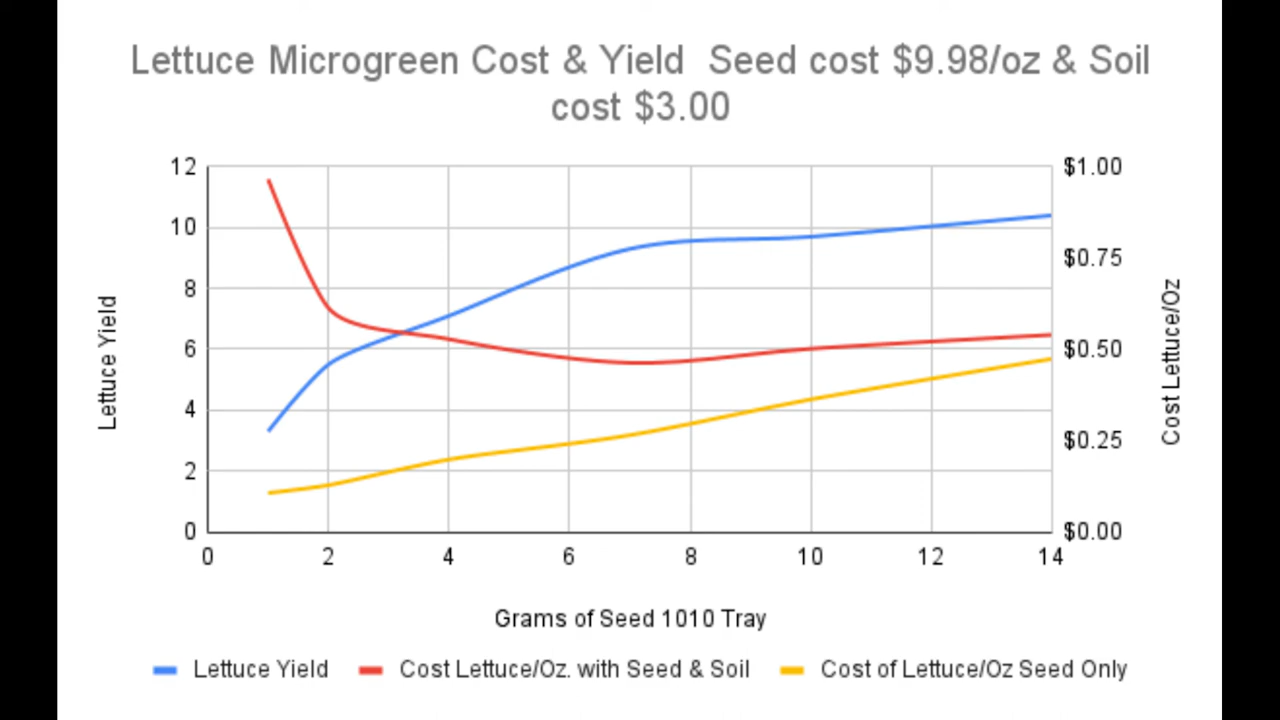 Lettuce Microgreen Cost & Yield  Seed cost $9.98/oz & Soil
cost $3.00
12
10
8
6
4
2
0
Lettuce Yield
$1.00
$0.75
$0.50
$0.25
$0.00
Cost Lettuce/Oz
0 2 4 6 8 10 12 14
Grams of Seed 1010 Tray
Lettuce Yield Cost Lettuce/Oz. with Seed & Soil Cost of Lettuce/Oz Seed Only